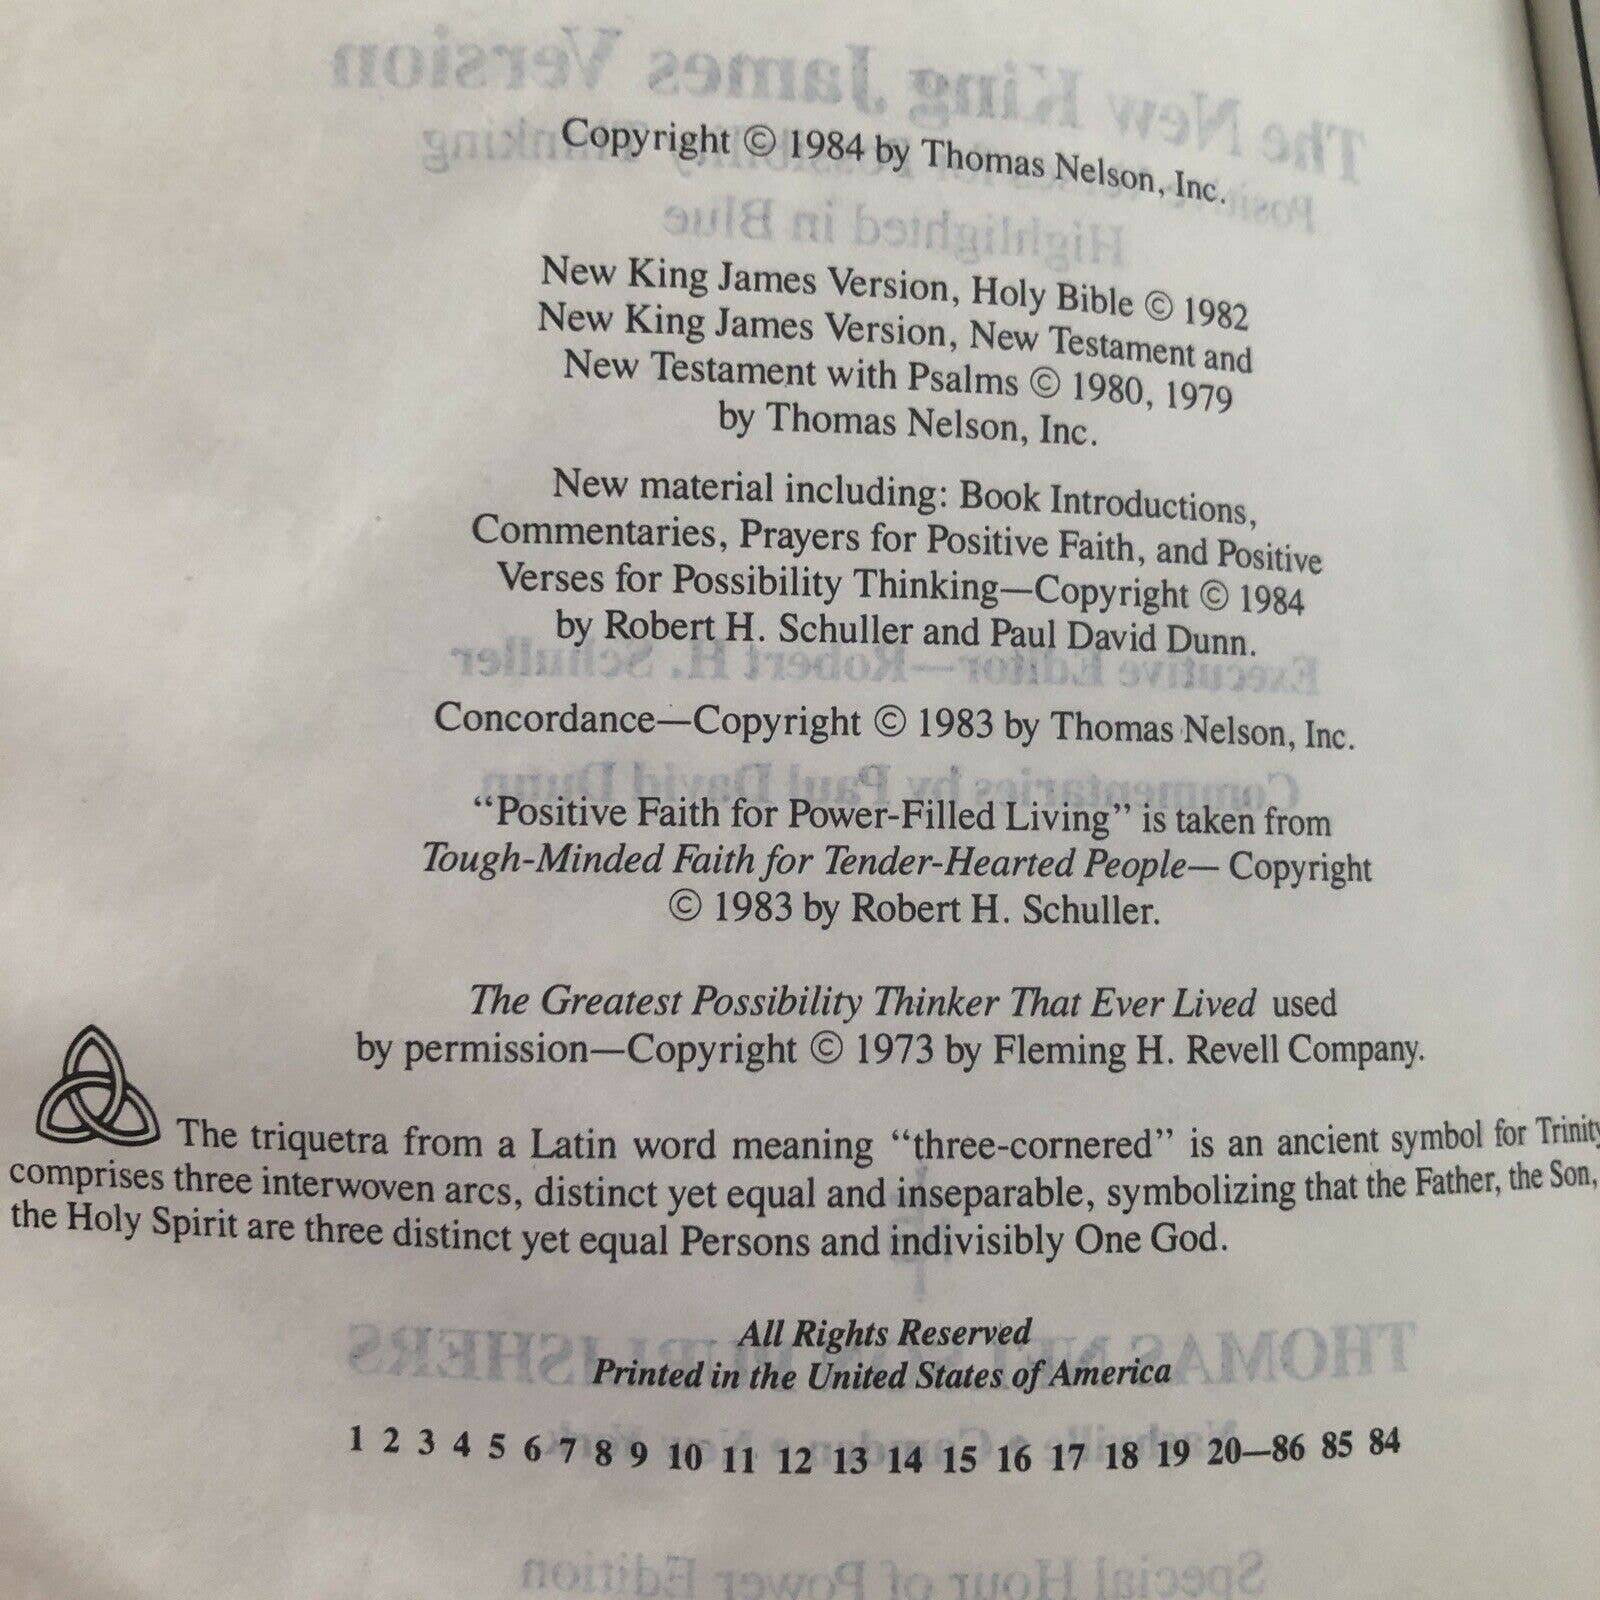 Copyright © 1984 by Thomas Nelson, Inc.
New King James Version, Holy Bible © 1982
New King James Version, New Testament and
New Testament with Psalms © 1980, 1979
by Thomas Nelson, Inc.
New material including: Book Introductions,
Commentaries, Prayers for Positive Faith, and Positive
Verses for Possibility Thinking—Copyright © 1984
by Robert H. Schuller and Paul David Dunn.
Concordance—Copyright © 1983 by Thomas Nelson, Inc.
“Positive Faith for Power-Filled Living” is taken from
Tough-Minded Faith for Tender-Hearted People— Copyright
© 1983 by Robert H. Schuller.
The Greatest Possibility Thinker That Ever Lived used
by permission—Copyright © 1973 by Fleming H. Revell Company.
The triquetra from a Latin word meaning “three-cornered” is an ancient symbol for Trinity
comprises three interwoven arcs, distinct yet equal and inseparable, symbolizing that the Father, the Son,
the Holy Spirit are three distinct yet equal Persons and indivisibly One God.
All Rights Reserved
Printed in the United States of America
1 2 3 4 5 6 7 8 9 10 11 12 13 14 15 16 17 18 19 20—86 85 84